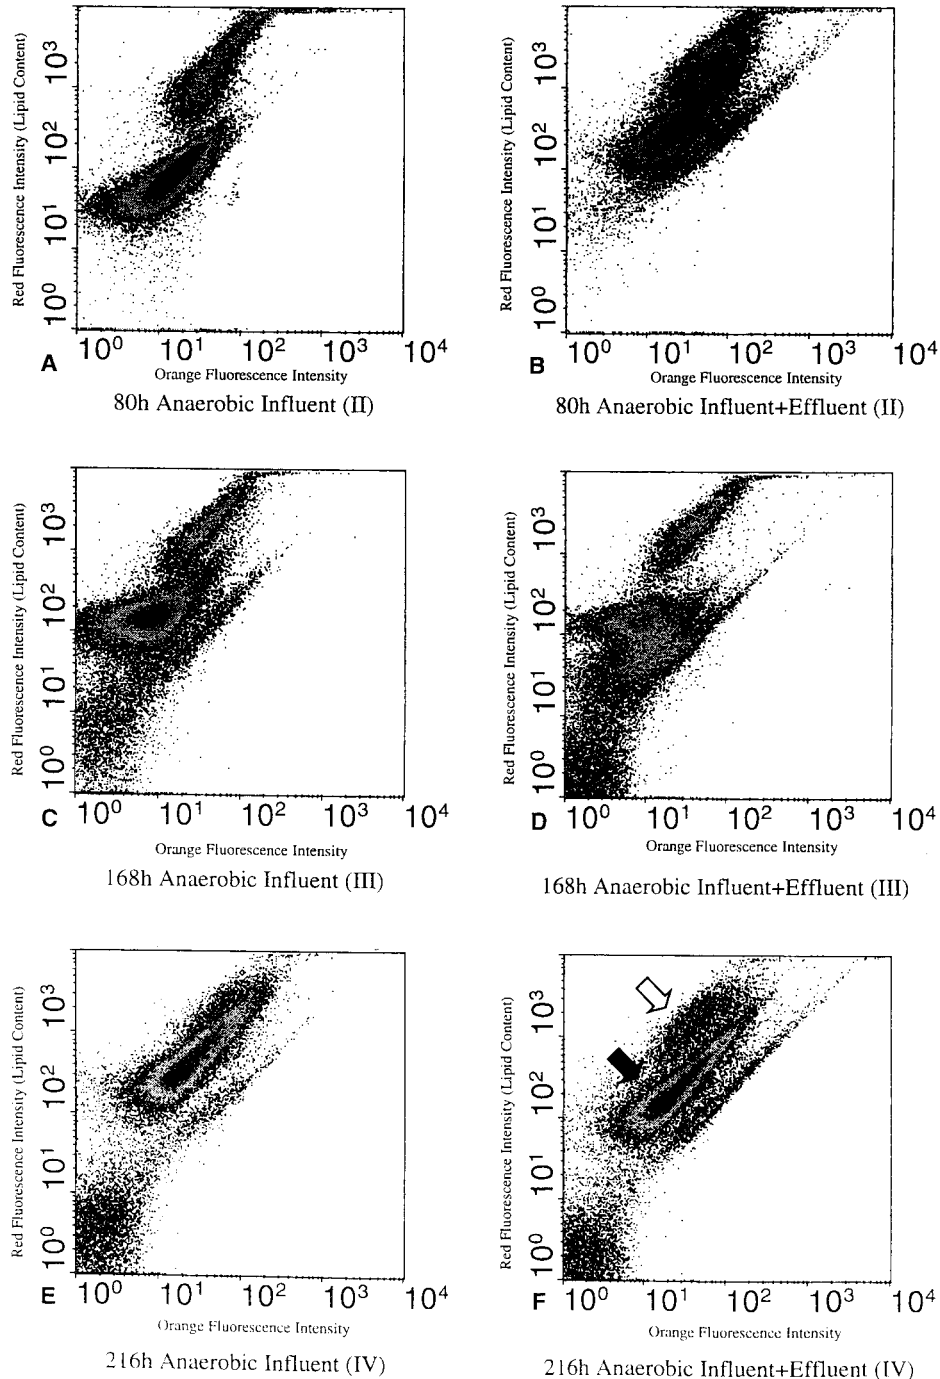 Red Fluorescence Intensity (Lipid Content)
10³
10²
10¹
10⁰
A
10⁰ 10¹ 10² 10³ 10⁴
Orange Fluorescence Intensity
80h Anaerobic Influent (II)
Red Fluorescence Intensity (Lipid Content)
10³
10²
10¹
10⁰
B
10⁰ 10¹ 10² 10³ 10⁴
Orange Fluorescence Intensity
80h Anaerobic Influent+Effluent (II)
Red Fluorescence Intensity (Lipid Content)
10³
10²
10¹
10⁰
C
10⁰ 10¹ 10² 10³ 10⁴
Orange Fluorescence Intensity
168h Anaerobic Influent (III)
Red Fluorescence Intensity (Lipid Content)
10³
10²
10¹
10⁰
D
10⁰ 10¹ 10² 10³ 10⁴
Orange Fluorescence Intensity
168h Anaerobic Influent+Effluent (III)
Red Fluorescence Intensity (Lipid Content)
10³
10²
10¹
10⁰
E
10⁰ 10¹ 10² 10³ 10⁴
Orange Fluorescence Intensity
216h Anaerobic Influent (IV)
Red Fluorescence Intensity (Lipid Content)
10³
10²
10¹
10⁰
F
10⁰ 10¹ 10² 10³ 10⁴
Orange Fluorescence Intensity
216h Anaerobic Influent+Effluent (IV)